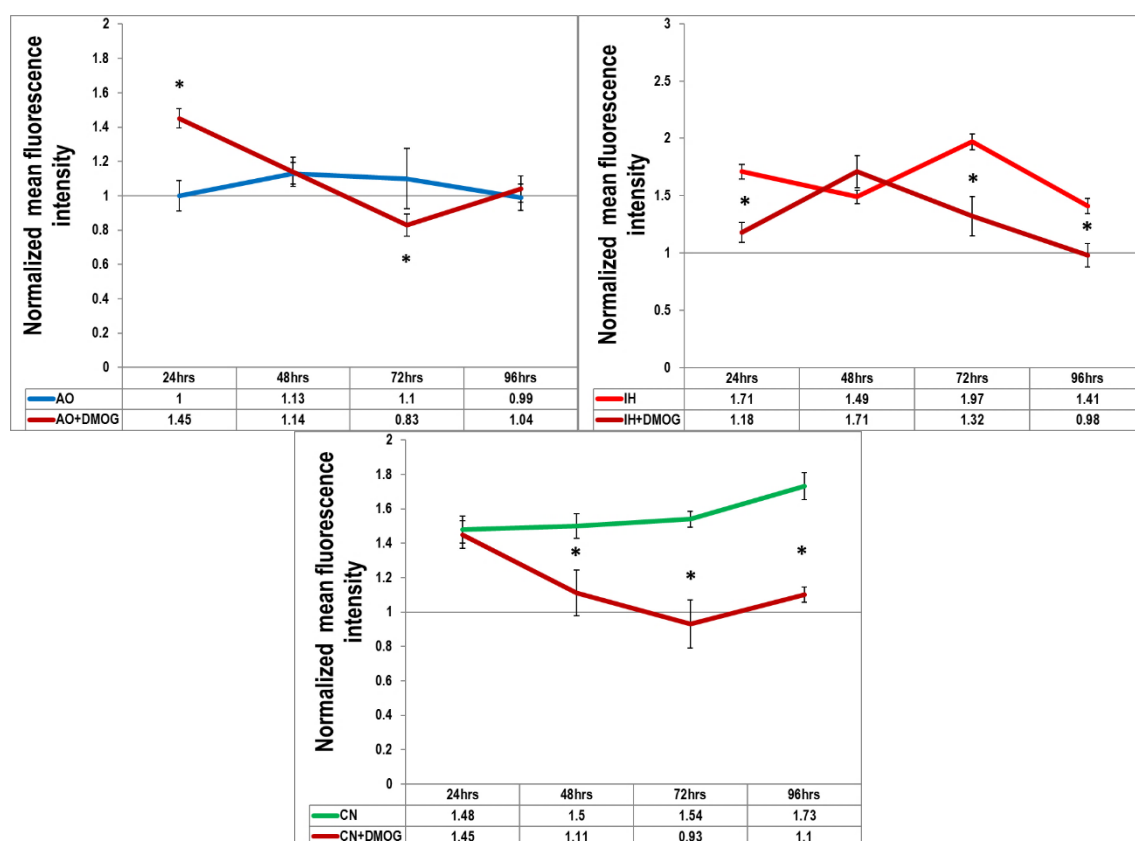 Normalized mean fluorescence
intensity
2
1.8
1.6
1.4
1.2
1
0.8
0.6
0.4
0.2
0
*
*
24hrs 48hrs 72hrs 96hrs
AO 1 1.13 1.1 0.99
AO+DMOG 1.45 1.14 0.83 1.04
Normalized mean fluorescence
intensity
3
2.5
2
1.5
1
0.5
0
*
*
*
24hrs 48hrs 72hrs 96hrs
IH 1.71 1.49 1.97 1.41
IH+DMOG 1.18 1.71 1.32 0.98
Normalized mean fluorescence
intensity
2
1.8
1.6
1.4
1.2
1
0.8
0.6
0.4
0.2
0
*
*
*
24hrs 48hrs 72hrs 96hrs
CN 1.48 1.5 1.54 1.73
CN+DMOG 1.45 1.11 0.93 1.1